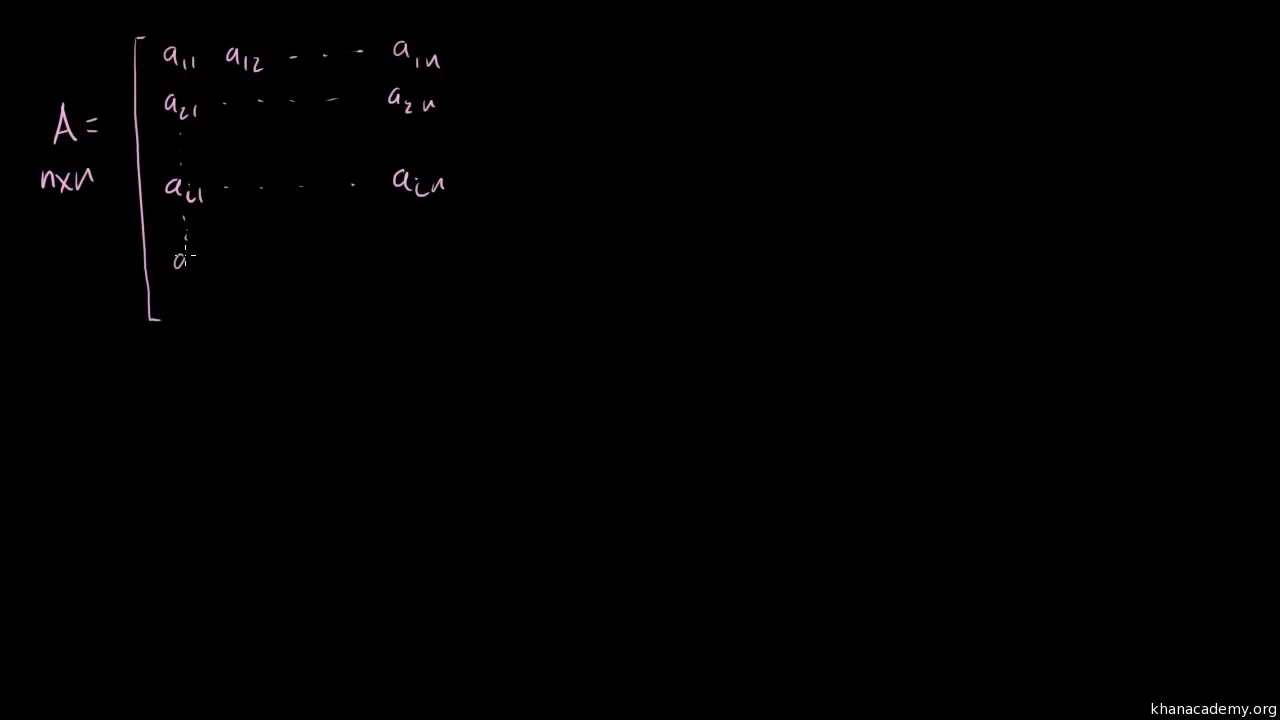 a₁₁ a₁₂ - · - a₁ₙ
a₂₁ · · · - a₂ₙ
A =
n×n
aᵢ₁ · · · · aᵢₙ
a
khanacademy.org